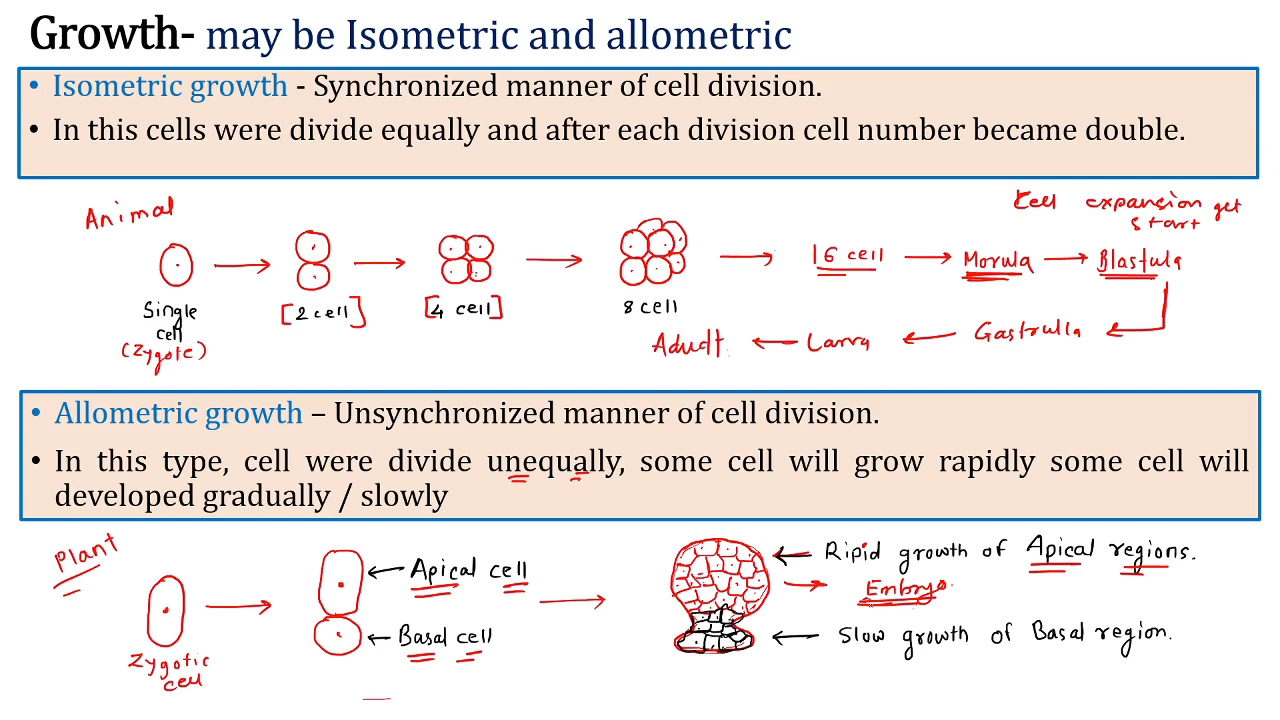 Growth- may be Isometric and allometric
• Isometric growth - Synchronized manner of cell division.
• In this cells were divide equally and after each division cell number became double.
Animal
Cell expansion get
start
16 cell
Morula
Blastula
Single
cell
(Zygote)
[2 cell]
[4 cell]
8 cell
Gastrulla
Larva
Adudt.
• Allometric growth – Unsynchronized manner of cell division.
• In this type, cell were divide unequally, some cell will grow rapidly some cell will
developed gradually / slowly
Plant
Apical cell
Ripid growth of Apical regions.
Embryo.
Basal cell
Slow growth of Basal region.
Zygotic
cell